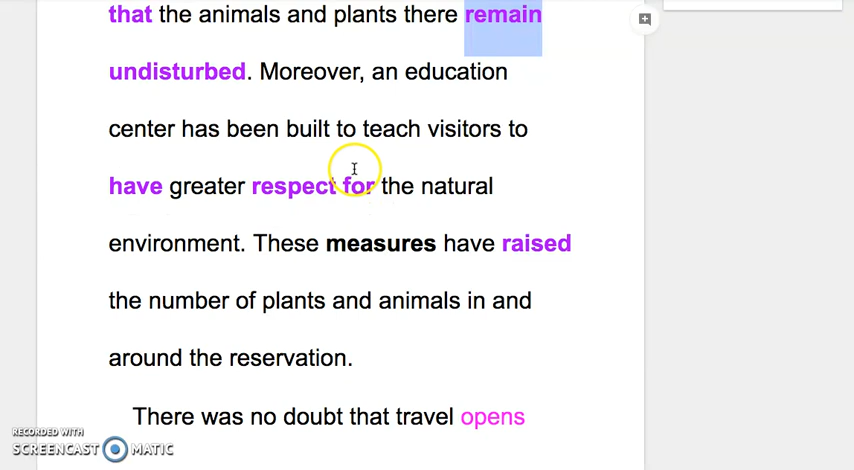 that the animals and plants there remain
undisturbed. Moreover, an education
center has been built to teach visitors to
have greater respect for the natural
environment. These measures have raised
the number of plants and animals in and
around the reservation.
There was no doubt that travel opens
RECORDED WITH
SCREENCAST MATIC